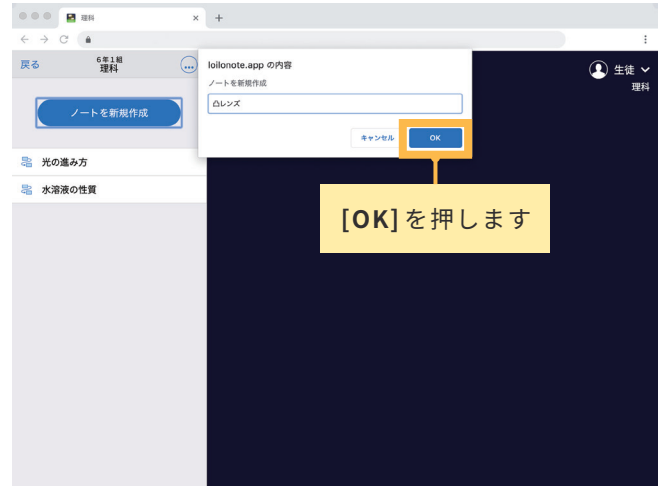 理科
戻る
6年1組
理科
ノートを新規作成
光の進み方
水溶液の性質
loilonote.app の内容
ノートを新規作成
凸レンズ
キャンセル
OK
[OK]を押します
生徒
理科